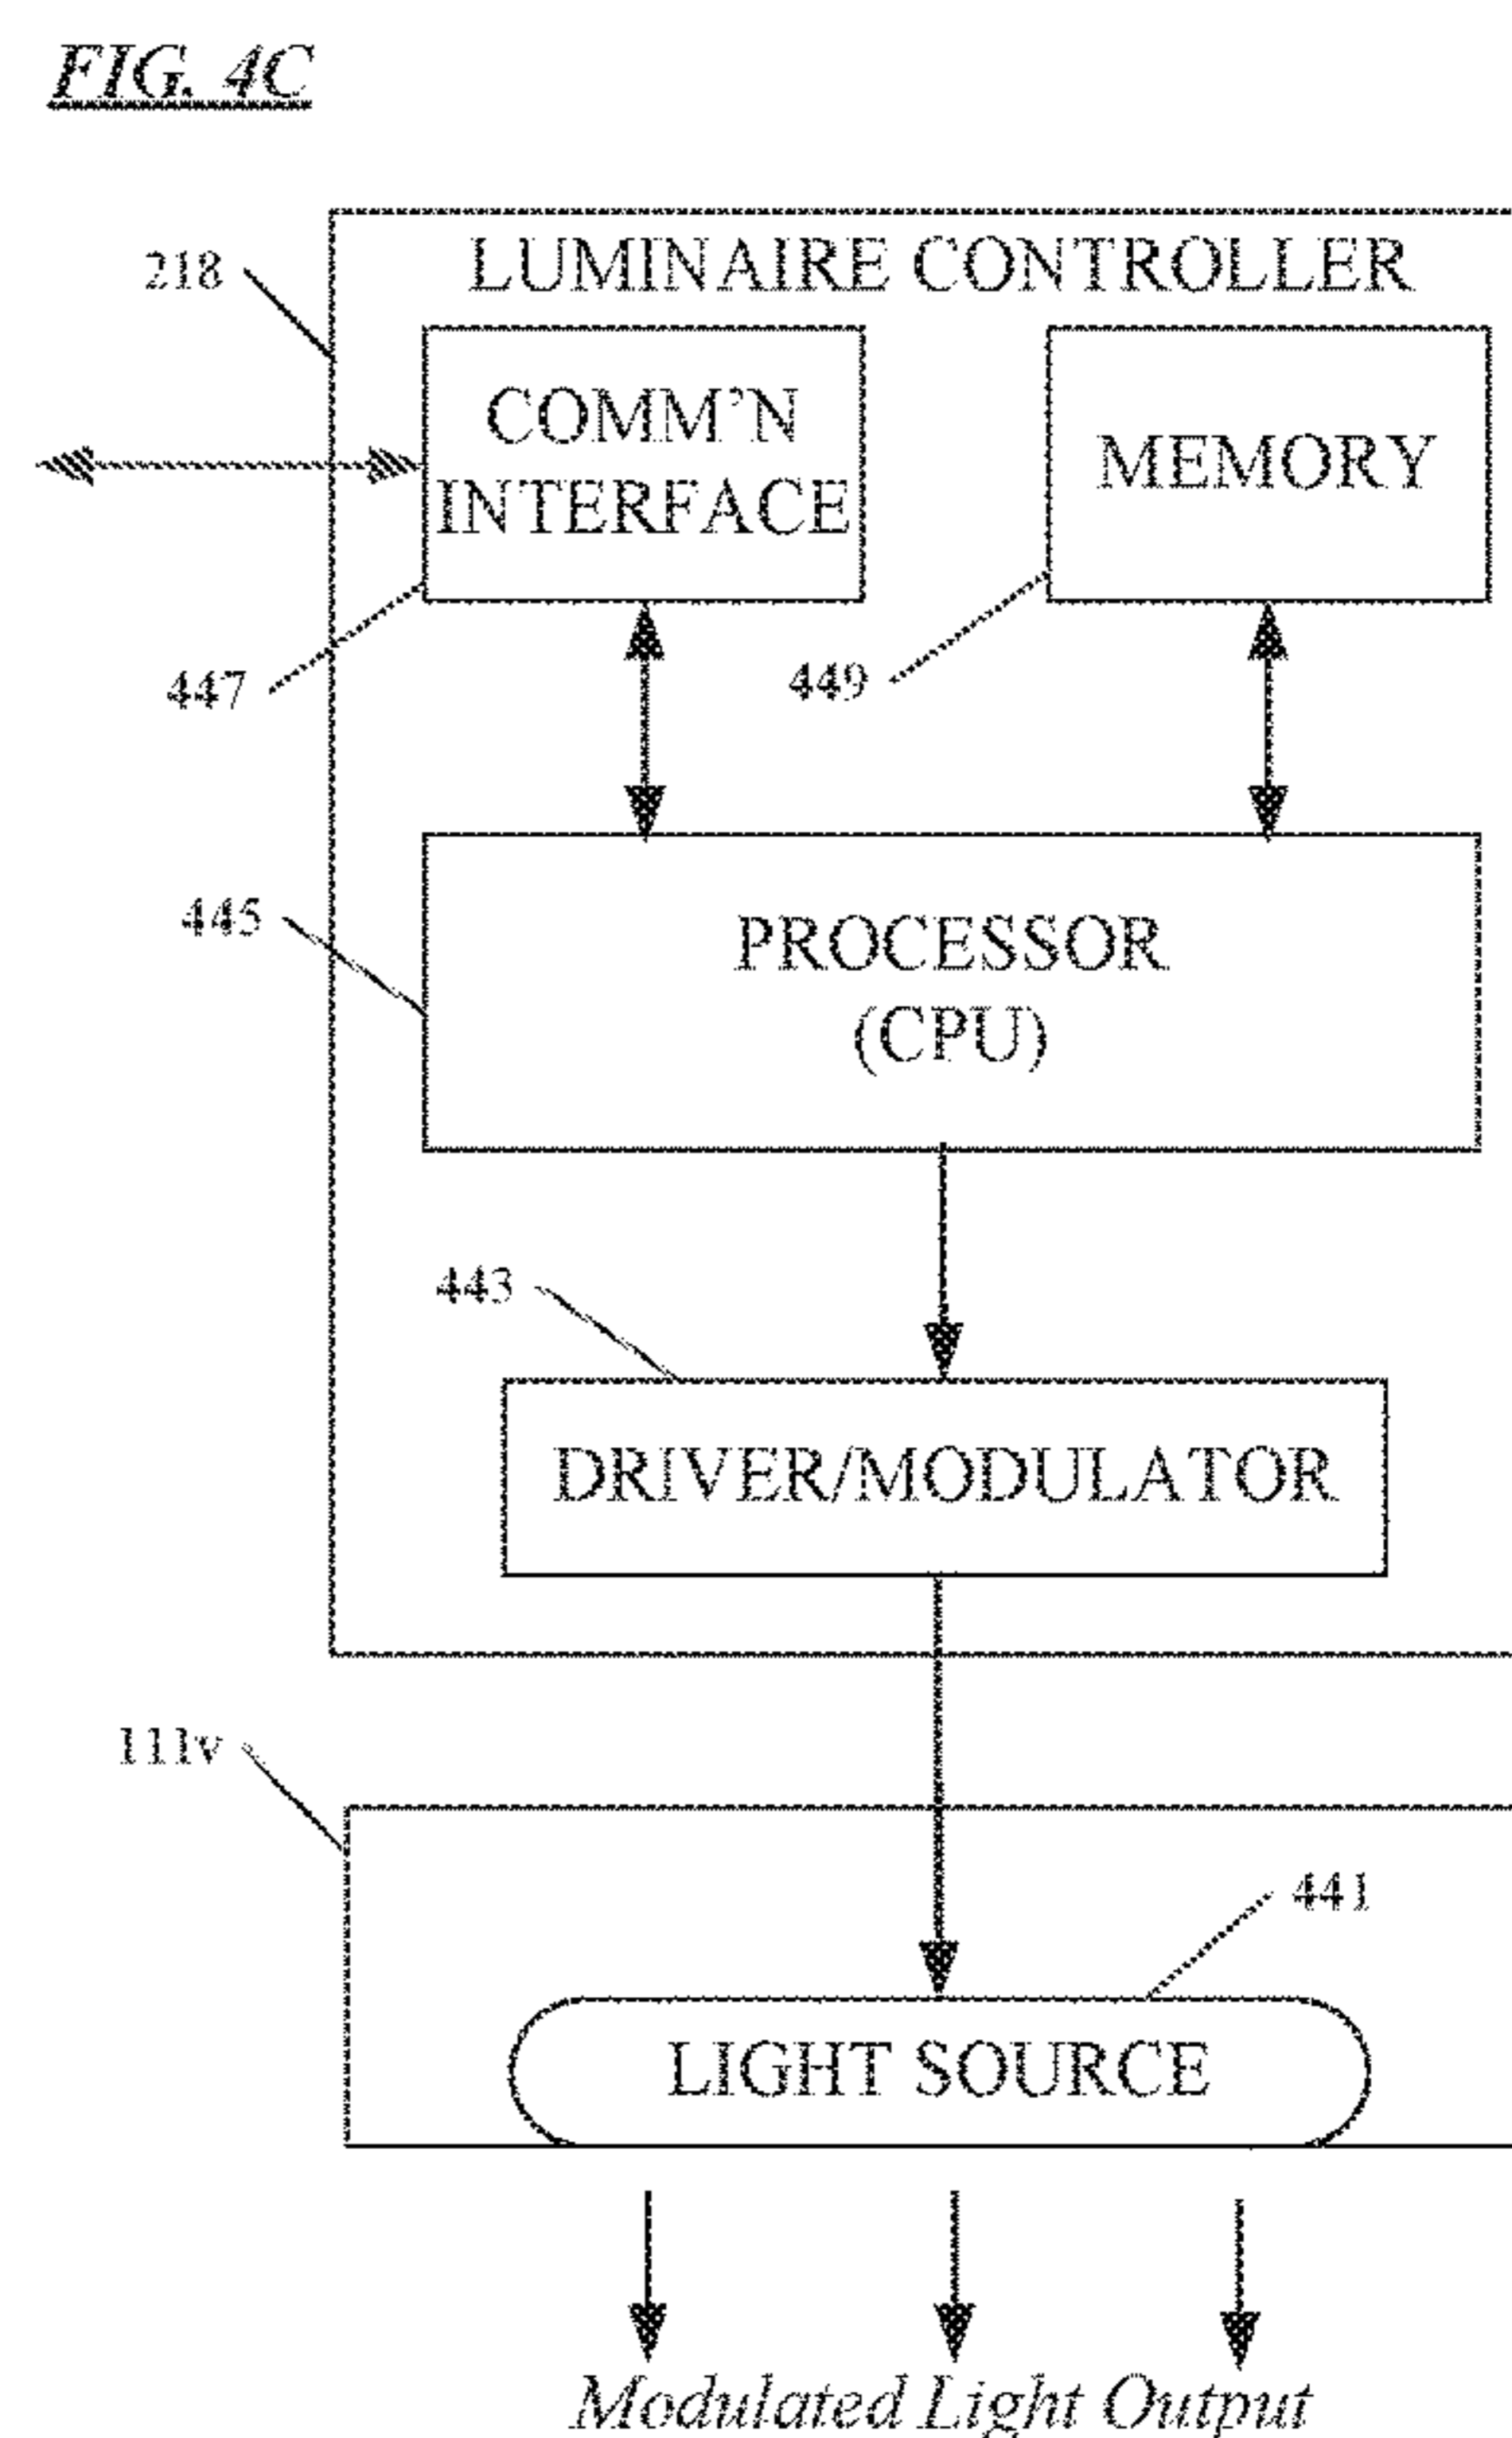 FIG. 4C
218
LUMINAIRE CONTROLLER
COMM'N
INTERFACE
MEMORY
447
449
445
PROCESSOR
(CPU)
443
DRIVER/MODULATOR
111v
441
LIGHT SOURCE
Modulated Light Output